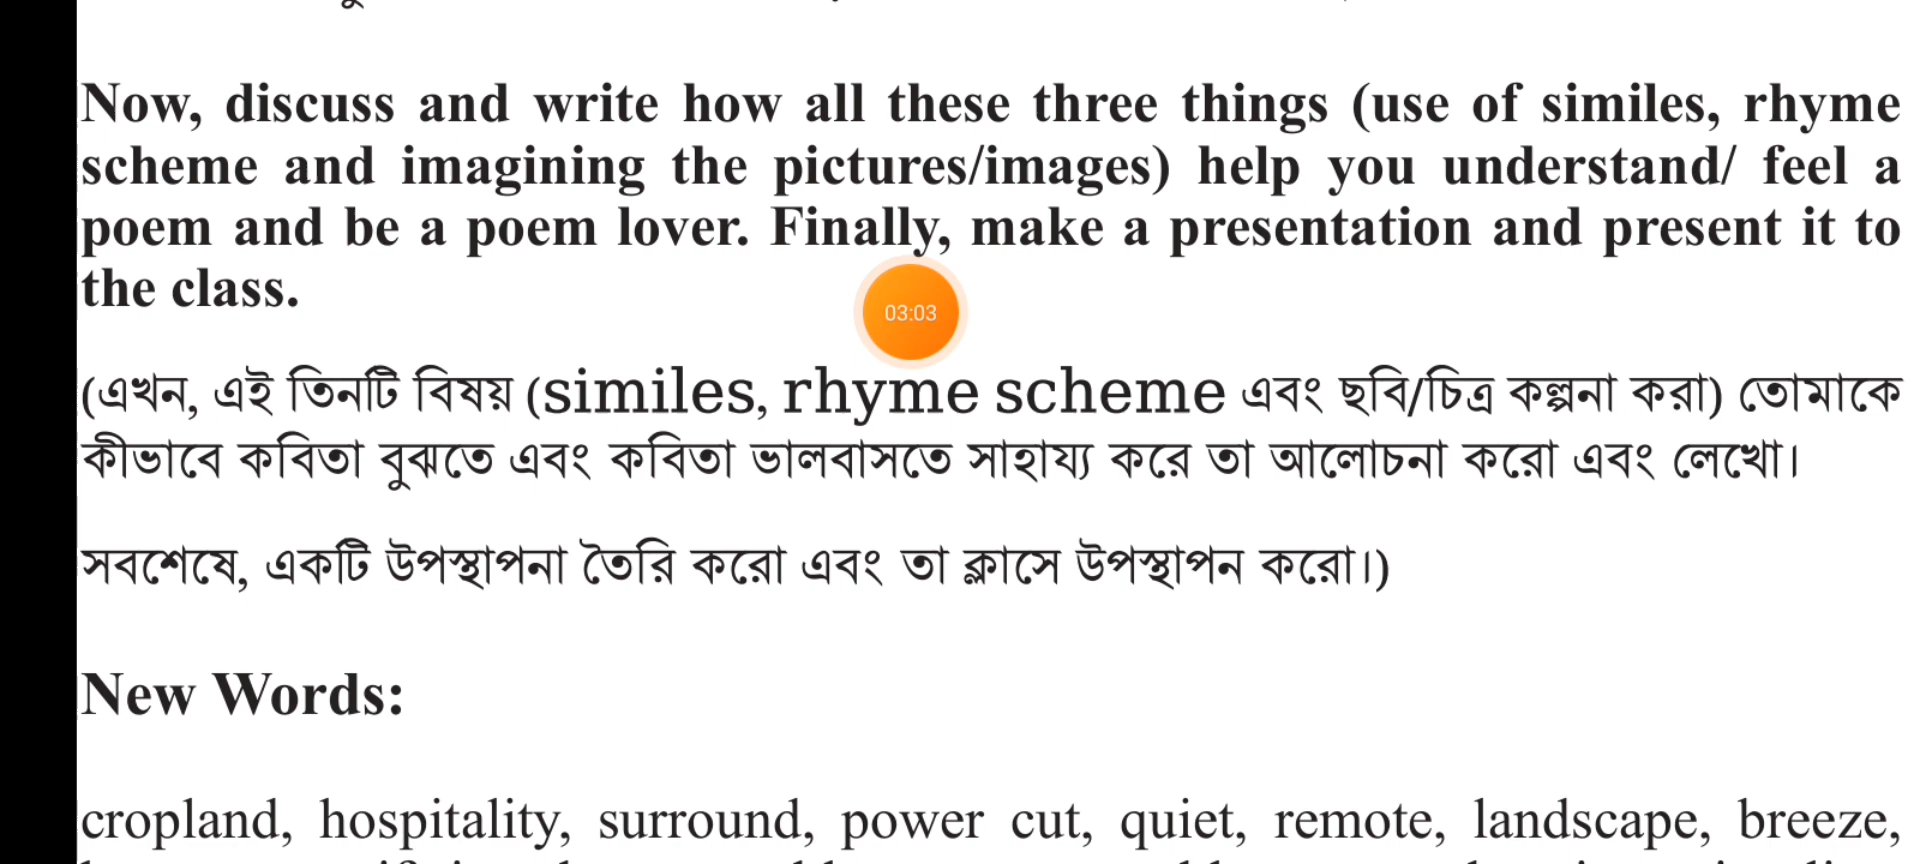 Now, discuss and write how all these three things (use of similes, rhyme
scheme and imagining the pictures/images) help you understand/ feel a
poem and be a poem lover. Finally, make a presentation and present it to
the class.
03:03
(এখন, এই তিনটি বিষয় (similes, rhyme scheme এবং ছবি/চিত্র কল্পনা করা) তোমাকে
কীভাবে কবিতা বুঝতে এবং কবিতা ভালবাসতে সাহায্য করে তা আলোচনা করো এবং লেখো।
সবশেষে, একটি উপস্থাপনা তৈরি করো এবং তা ক্লাসে উপস্থাপন করো।)
New Words:
cropland, hospitality, surround, power cut, quiet, remote, landscape, breeze,